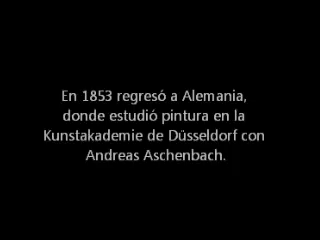 En 1853 regresó a Alemania,
donde estudió pintura en la
Kunstakademie de Düsseldorf con
Andreas Aschenbach.